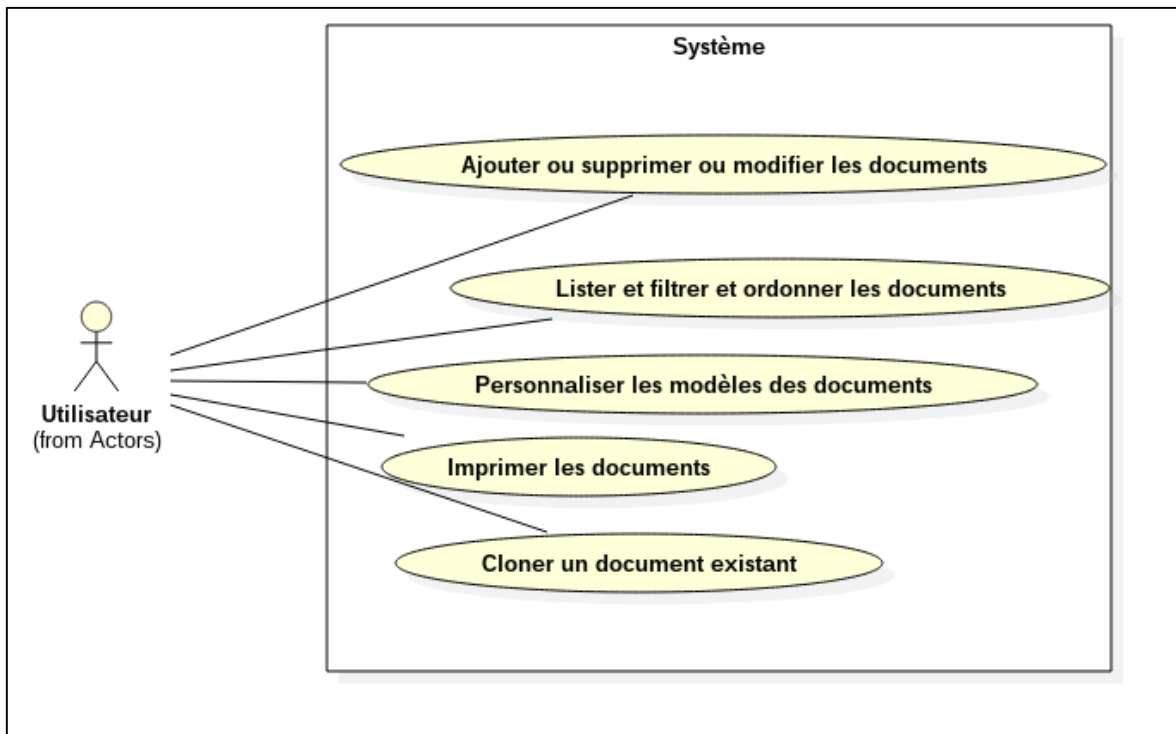 Système
Ajouter ou supprimer ou modifier les documents
Lister et filtrer et ordonner les documents
Personnaliser les modèles des documents
Utilisateur
(from Actors)
Imprimer les documents
Cloner un document existant